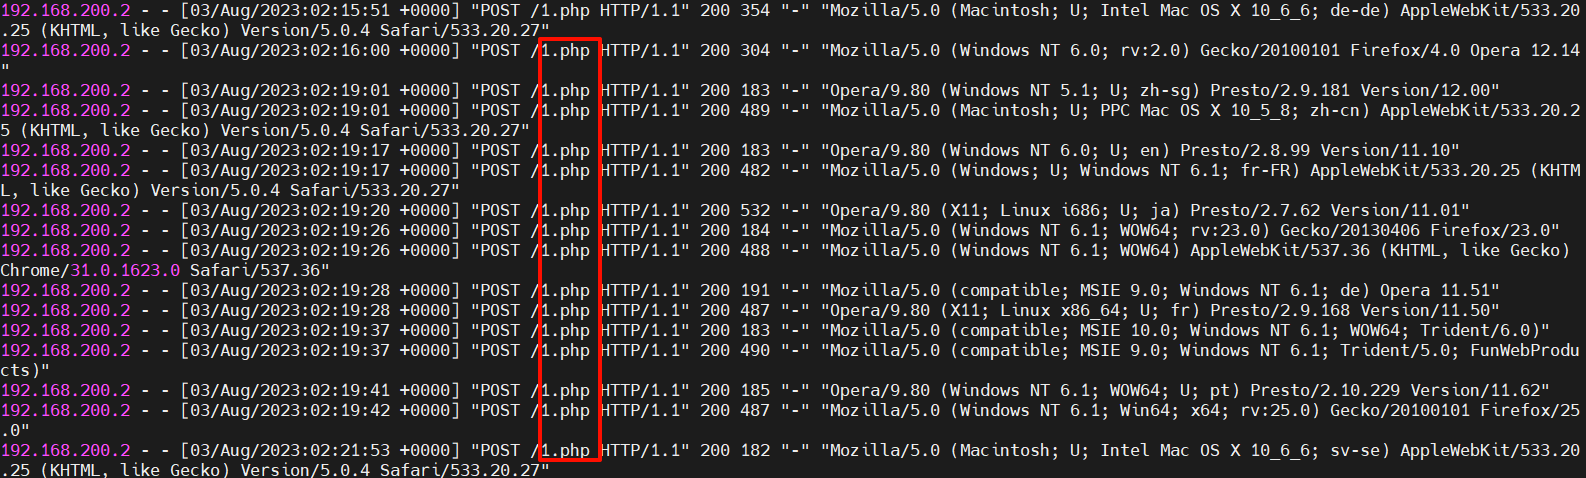 192.168.200.2 - - [03/Aug/2023:02:15:51 +0000] "POST /1.php HTTP/1.1" 200 354 "-" "Mozilla/5.0 (Macintosh; U; Intel Mac OS X 10_6_6; de-de) AppleWebKit/533.20
.25 (KHTML, like Gecko) Version/5.0.4 Safari/533.20.27"
192.168.200.2 - - [03/Aug/2023:02:16:00 +0000] "POST /1.php HTTP/1.1" 200 304 "-" "Mozilla/5.0 (Windows NT 6.0; rv:2.0) Gecko/20100101 Firefox/4.0 Opera 12.14
"
192.168.200.2 - - [03/Aug/2023:02:19:01 +0000] "POST /1.php HTTP/1.1" 200 183 "-" "Opera/9.80 (Windows NT 5.1; U; zh-sg) Presto/2.9.181 Version/12.00"
192.168.200.2 - - [03/Aug/2023:02:19:01 +0000] "POST /1.php HTTP/1.1" 200 489 "-" "Mozilla/5.0 (Macintosh; U; PPC Mac OS X 10_5_8; zh-cn) AppleWebKit/533.20.2
5 (KHTML, like Gecko) Version/5.0.4 Safari/533.20.27"
192.168.200.2 - - [03/Aug/2023:02:19:17 +0000] "POST /1.php HTTP/1.1" 200 183 "-" "Opera/9.80 (Windows NT 6.0; U; en) Presto/2.8.99 Version/11.10"
192.168.200.2 - - [03/Aug/2023:02:19:17 +0000] "POST /1.php HTTP/1.1" 200 482 "-" "Mozilla/5.0 (Windows; U; Windows NT 6.1; fr-FR) AppleWebKit/533.20.25 (KHTM
L, like Gecko) Version/5.0.4 Safari/533.20.27"
192.168.200.2 - - [03/Aug/2023:02:19:20 +0000] "POST /1.php HTTP/1.1" 200 532 "-" "Opera/9.80 (X11; Linux i686; U; ja) Presto/2.7.62 Version/11.01"
192.168.200.2 - - [03/Aug/2023:02:19:26 +0000] "POST /1.php HTTP/1.1" 200 184 "-" "Mozilla/5.0 (Windows NT 6.1; WOW64; rv:23.0) Gecko/20130406 Firefox/23.0"
192.168.200.2 - - [03/Aug/2023:02:19:26 +0000] "POST /1.php HTTP/1.1" 200 488 "-" "Mozilla/5.0 (Windows NT 6.1; WOW64) AppleWebKit/537.36 (KHTML, like Gecko)
Chrome/31.0.1623.0 Safari/537.36"
192.168.200.2 - - [03/Aug/2023:02:19:28 +0000] "POST /1.php HTTP/1.1" 200 191 "-" "Mozilla/5.0 (compatible; MSIE 9.0; Windows NT 6.1; de) Opera 11.51"
192.168.200.2 - - [03/Aug/2023:02:19:28 +0000] "POST /1.php HTTP/1.1" 200 487 "-" "Opera/9.80 (X11; Linux x86_64; U; fr) Presto/2.9.168 Version/11.50"
192.168.200.2 - - [03/Aug/2023:02:19:37 +0000] "POST /1.php HTTP/1.1" 200 183 "-" "Mozilla/5.0 (compatible; MSIE 10.0; Windows NT 6.1; WOW64; Trident/6.0)"
192.168.200.2 - - [03/Aug/2023:02:19:37 +0000] "POST /1.php HTTP/1.1" 200 490 "-" "Mozilla/5.0 (compatible; MSIE 9.0; Windows NT 6.1; Trident/5.0; FunWebProdu
cts)"
192.168.200.2 - - [03/Aug/2023:02:19:41 +0000] "POST /1.php HTTP/1.1" 200 185 "-" "Opera/9.80 (Windows NT 6.1; WOW64; U; pt) Presto/2.10.229 Version/11.62"
192.168.200.2 - - [03/Aug/2023:02:19:42 +0000] "POST /1.php HTTP/1.1" 200 487 "-" "Mozilla/5.0 (Windows NT 6.1; Win64; x64; rv:25.0) Gecko/20100101 Firefox/25
.0"
192.168.200.2 - - [03/Aug/2023:02:21:53 +0000] "POST /1.php HTTP/1.1" 200 182 "-" "Mozilla/5.0 (Macintosh; U; Intel Mac OS X 10_6_6; sv-se) AppleWebKit/533.20
.25 (KHTML, like Gecko) Version/5.0.4 Safari/533.20.27"